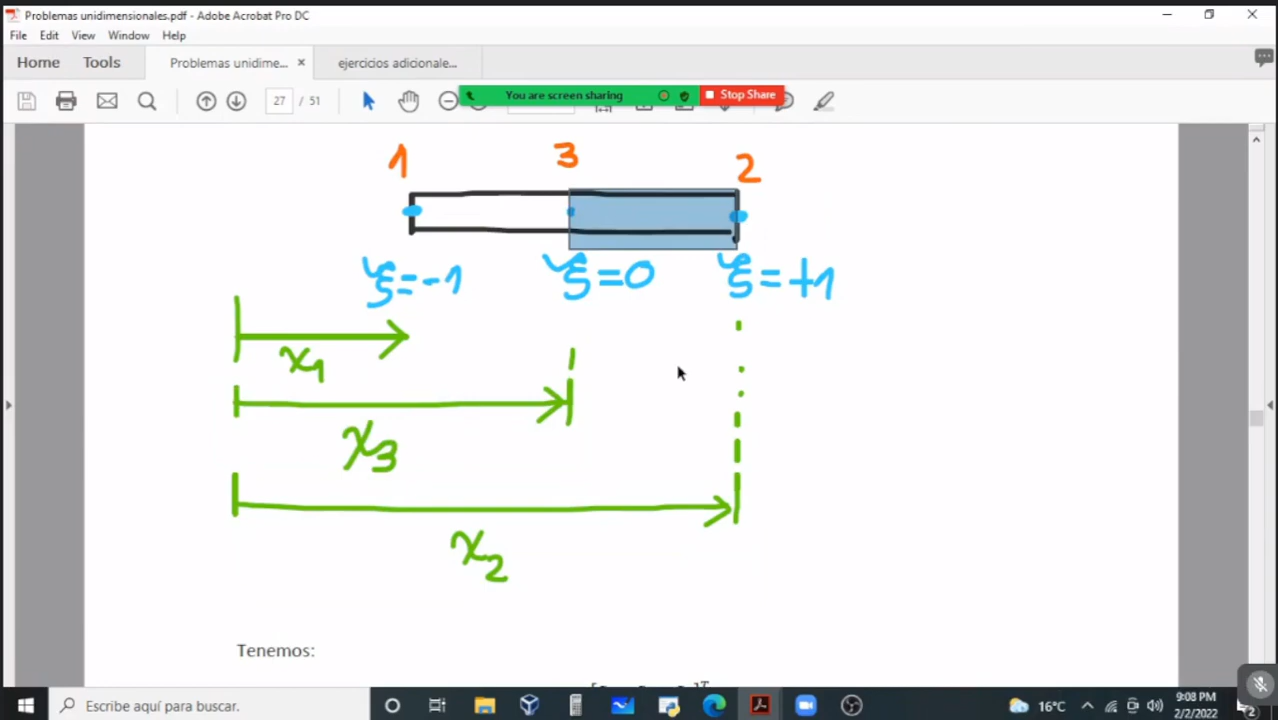 Problemas unidimensionales.pdf - Adobe Acrobat Pro DC
File Edit View Window Help
Home Tools Problemas unidime... × ejercicios adicionale...
27 / 51
You are screen sharing Stop Share
1 3 2
ξ=-1 ξ=0 ξ=+1
x₁
x₃
x₂
Tenemos:
Escribe aquí para buscar.
16°C
9:08 PM
2/2/2022
2